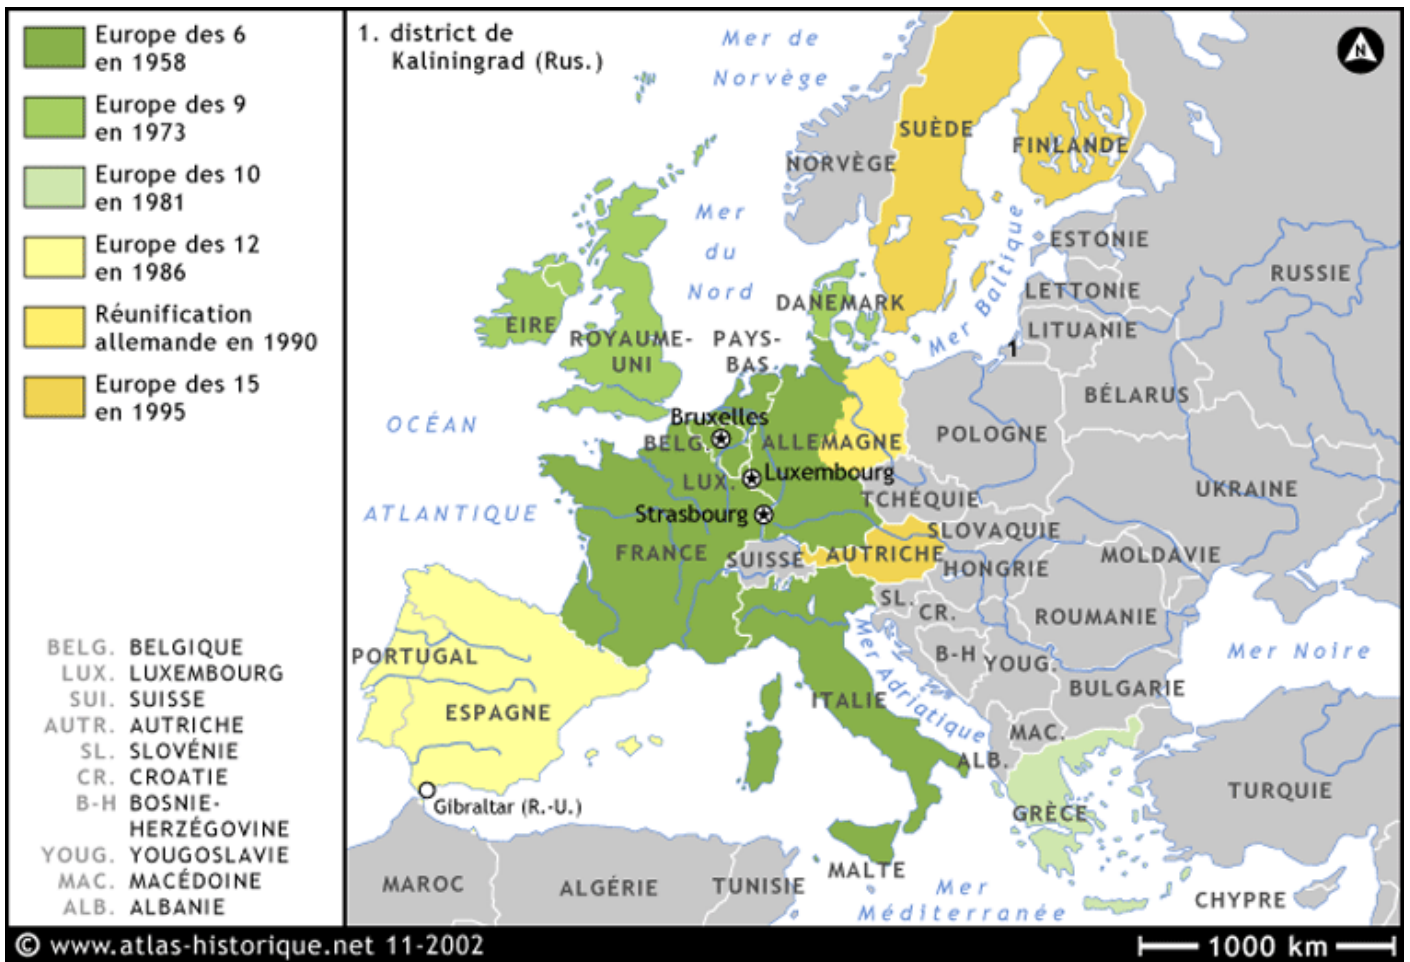 Europe des 6
en 1958
Europe des 9
en 1973
Europe des 10
en 1981
Europe des 12
en 1986
Réunification
allemande en 1990
Europe des 15
en 1995
BELG. BELGIQUE
LUX. LUXEMBOURG
SUI. SUISSE
AUTR. AUTRICHE
SL. SLOVÉNIE
CR. CROATIE
B-H BOSNIE-
HERZÉGOVINE
YOUG. YOUGOSLAVIE
MAC. MACÉDOINE
ALB. ALBANIE
1. district de
Kaliningrad (Rus.)
Mer de
Norvège
N
SUÈDE
FINLANDE
NORVÈGE
Mer
du
Nord
Mer Baltique
ESTONIE
RUSSIE
LETTONIE
DANEMARK
LITUANIE
1
EIRE
ROYAUME-
UNI
PAYS-
BAS
BÉLARUS
OCÉAN
ATLANTIQUE
Bruxelles
BELG.
ALLEMAGNE
POLOGNE
LUX.
Luxembourg
TCHÉQUIE
UKRAINE
Strasbourg
SLOVAQUIE
FRANCE
SUISSE
AUTRICHE
HONGRIE
MOLDAVIE
SL.
CR.
ROUMANIE
PORTUGAL
B-H
YOUG.
Mer Noire
Mer Adriatique
BULGARIE
ESPAGNE
ITALIE
MAC.
ALB.
TURQUIE
Gibraltar (R.-U.)
GRÈCE
MALTE
MAROC
ALGÉRIE
TUNISIE
Mer
Méditerranée
CHYPRE
© www.atlas-historique.net 11-2002
1000 km